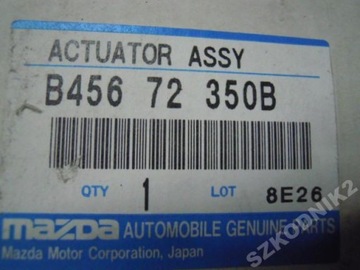 ACTUATOR ASSY
B456 72 350B
QTY 1 LOT 8E26
mazda AUTOMOBILE GENUINE PARTS
Mazda Motor Corporation, Japan
SZKODNIK2